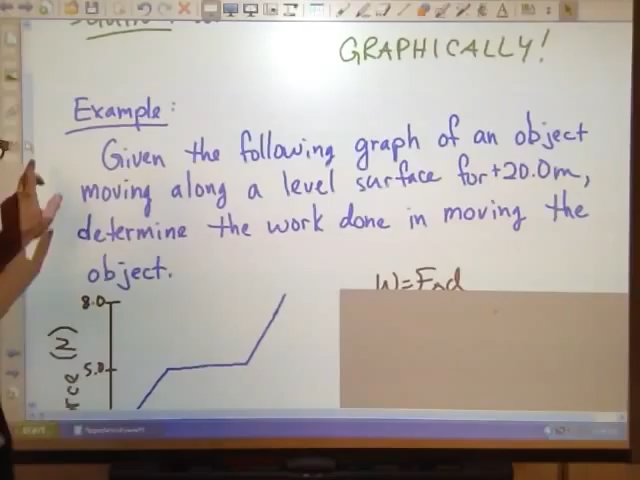 GRAPHICALLY!
Example:
Given the following graph of an object
moving along a level surface for +20.0m,
determine the work done in moving the
object.
W=F△d
8.0
5.0
rce (N)